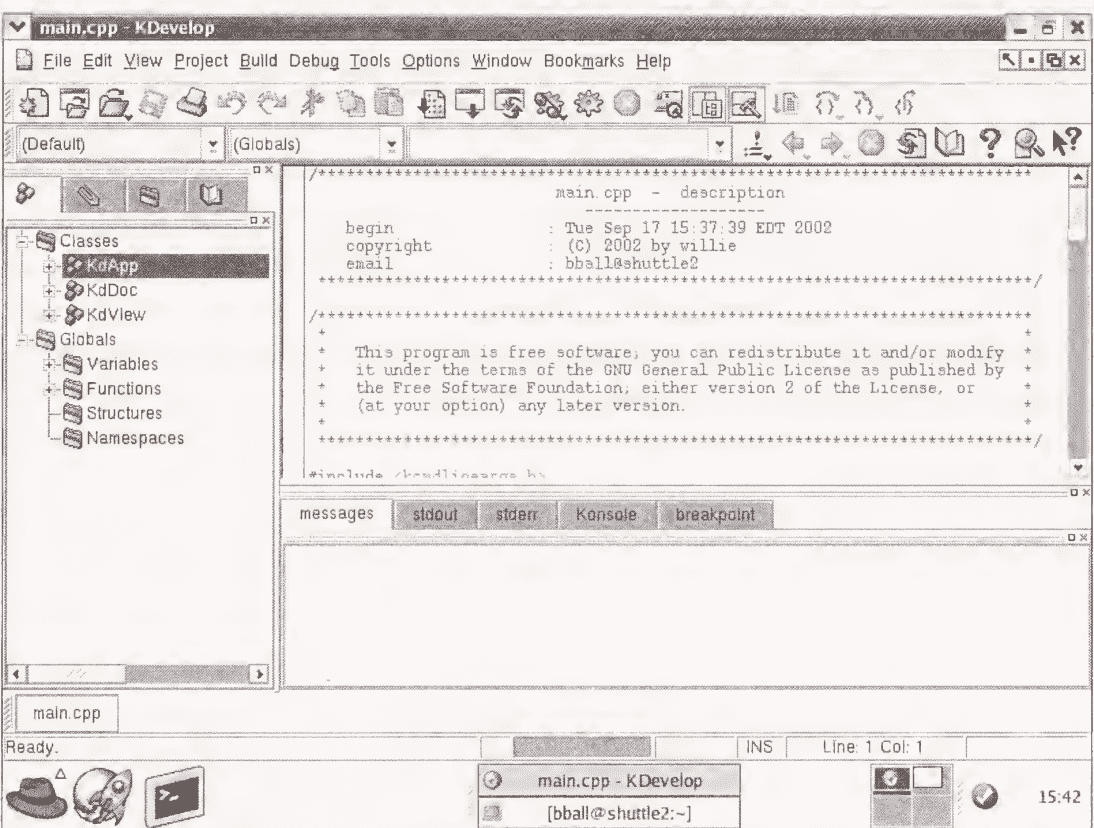 main.cpp - KDevelop
File Edit View Project Build Debug Tools Options Window Bookmarks Help
(Default) (Globals)
Classes
KdApp
KdDoc
KdView
Globals
Variables
Functions
Structures
Namespaces
/****************************************************************************
main.cpp - description
-------------------
begin : Tue Sep 17 15:37:39 EDT 2002
copyright : (C) 2002 by willie
email : bball@shuttle2
****************************************************************************/
/****************************************************************************
* *
* This program is free software; you can redistribute it and/or modify *
* it under the terms of the GNU General Public License as published by *
* the Free Software Foundation; either version 2 of the License, or *
* (at your option) any later version. *
* *
****************************************************************************/
#include <kcmdlineargs.h>
messages stdout stderr Konsole breakpoint
main.cpp
Ready. INS Line: 1 Col: 1
main.cpp - KDevelop
[bball@shuttle2:~]
15:42